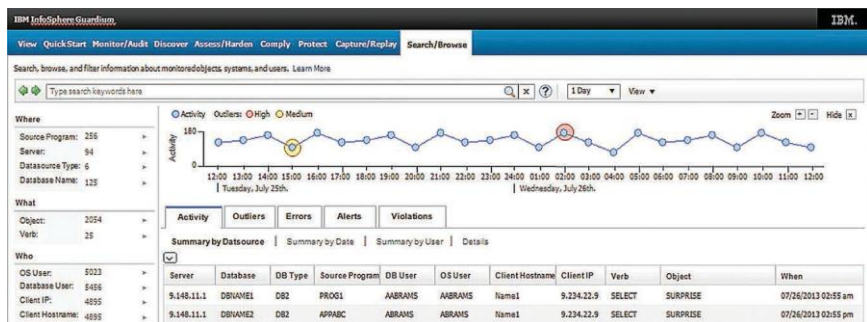 IBM InfoSphere Guardium
IBM.
View QuickStart Monitor/Audit Discover Assess/Harden Comply Protect Capture/Replay Search/Browse
Search, browse, and filter information about monitoredobjects, systems, and users. Learn More
Type search keywords here
x ? 1 Day View
Activity Outliers: High Medium
Zoom + - Hide x
Where
Source Program: 256
Server: 94
Datasource Type: 6
Database Name: 125
What
Object: 2054
Verb: 25
Who
OS User: 5023
Database User: 5456
Client IP: 4895
Client Hostname: 4895
Activity
180
0
12:00 13:00 14:00 15:00 16:00 17:00 18:00 19:00 20:00 21:00 22:00 23:00 24:00 01:00 02:00 03:00 04:00 05:00 06:00 07:00 08:00 09:00 10:00 11:00 12:00
Tuesday, July 25th. Wednesday, July 26th.
Activity Outliers Errors Alerts Violations
Summary by Datsource | Summary by Date | Summary by User | Details
Server Database DB Type Source Program DB User OS User Client Hostname Client IP Verb Object When
9.148.11.1 DBNAME1 DB2 PROG1 AABRAMS AABRAMS Name1 9.234.22.9 SELECT SURPRISE 07/26/2013 02:55 am
9.148.11.1 DBNAME2 DB2 APPABC ABRAMS ABRAMS Name1 9.234.22.9 SELECT SURPRISE 07/26/2013 02:55 pm